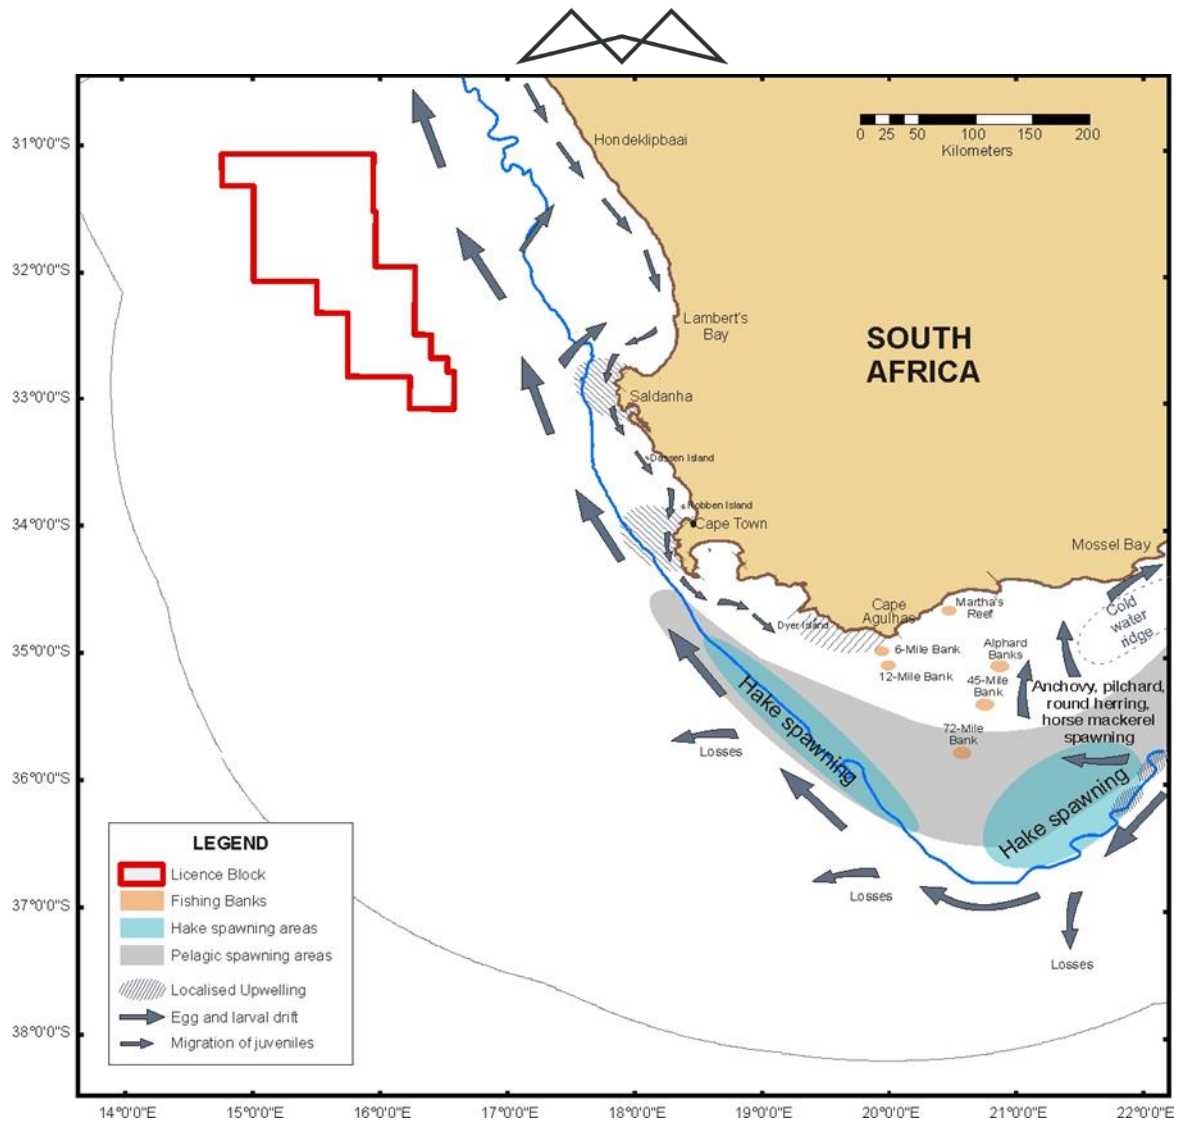 Hondeklipbaai
0 25 50 100 150 200
Kilometers
31°0'0"S
32°0'0"S
33°0'0"S
34°0'0"S
35°0'0"S
36°0'0"S
37°0'0"S
38°0'0"S
Lambert's
Bay
SOUTH
AFRICA
Saldanha
Dassen Island
Robben Island
Cape Town
Mossel Bay
Cape
Agulhas
Martha's
Reef
Dyer Island
Cold
water
ridge
6-Mile Bank
12-Mile Bank
Alphard
Banks
45-Mile
Bank
Anchovy, pilchard,
round herring,
horse mackerel
spawning
72-Mile
Bank
Hake spawning
Hake spawning
Losses
Losses
Losses
LEGEND
Licence Block
Fishing Banks
Hake spawning areas
Pelagic spawning areas
Localised Upwelling
Egg and larval drift
Migration of juveniles
14°0'0"E 15°0'0"E 16°0'0"E 17°0'0"E 18°0'0"E 19°0'0"E 20°0'0"E 21°0'0"E 22°0'0"E